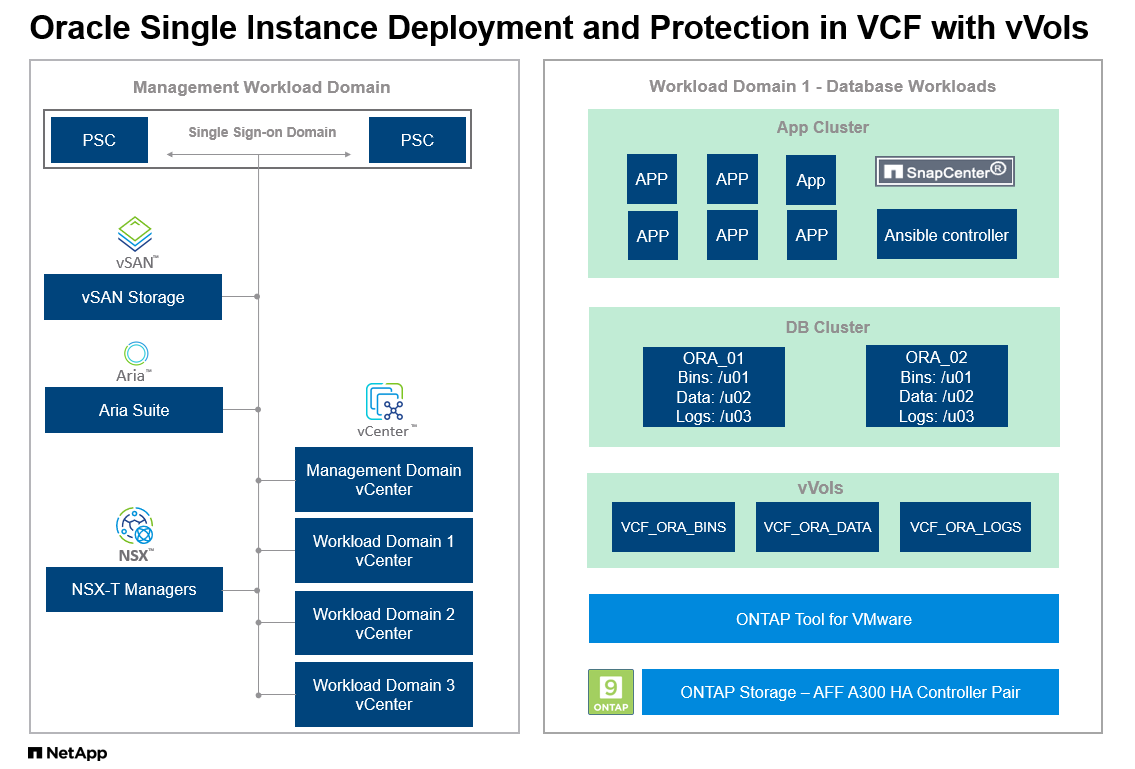 Oracle Single Instance Deployment and Protection in VCF with vVols
Management Workload Domain
PSC
Single Sign-on Domain
PSC
vSAN™
vSAN Storage
Aria™
Aria Suite
vCenter™
Management Domain
vCenter
Workload Domain 1
vCenter
NSX™
NSX-T Managers
Workload Domain 2
vCenter
Workload Domain 3
vCenter
Workload Domain 1 - Database Workloads
App Cluster
APP
APP
App
SnapCenter®
APP
APP
APP
Ansible controller
DB Cluster
ORA_01
Bins: /u01
Data: /u02
Logs: /u03
ORA_02
Bins: /u01
Data: /u02
Logs: /u03
vVols
VCF_ORA_BINS
VCF_ORA_DATA
VCF_ORA_LOGS
ONTAP Tool for VMware
9
ONTAP
ONTAP Storage – AFF A300 HA Controller Pair
NetApp